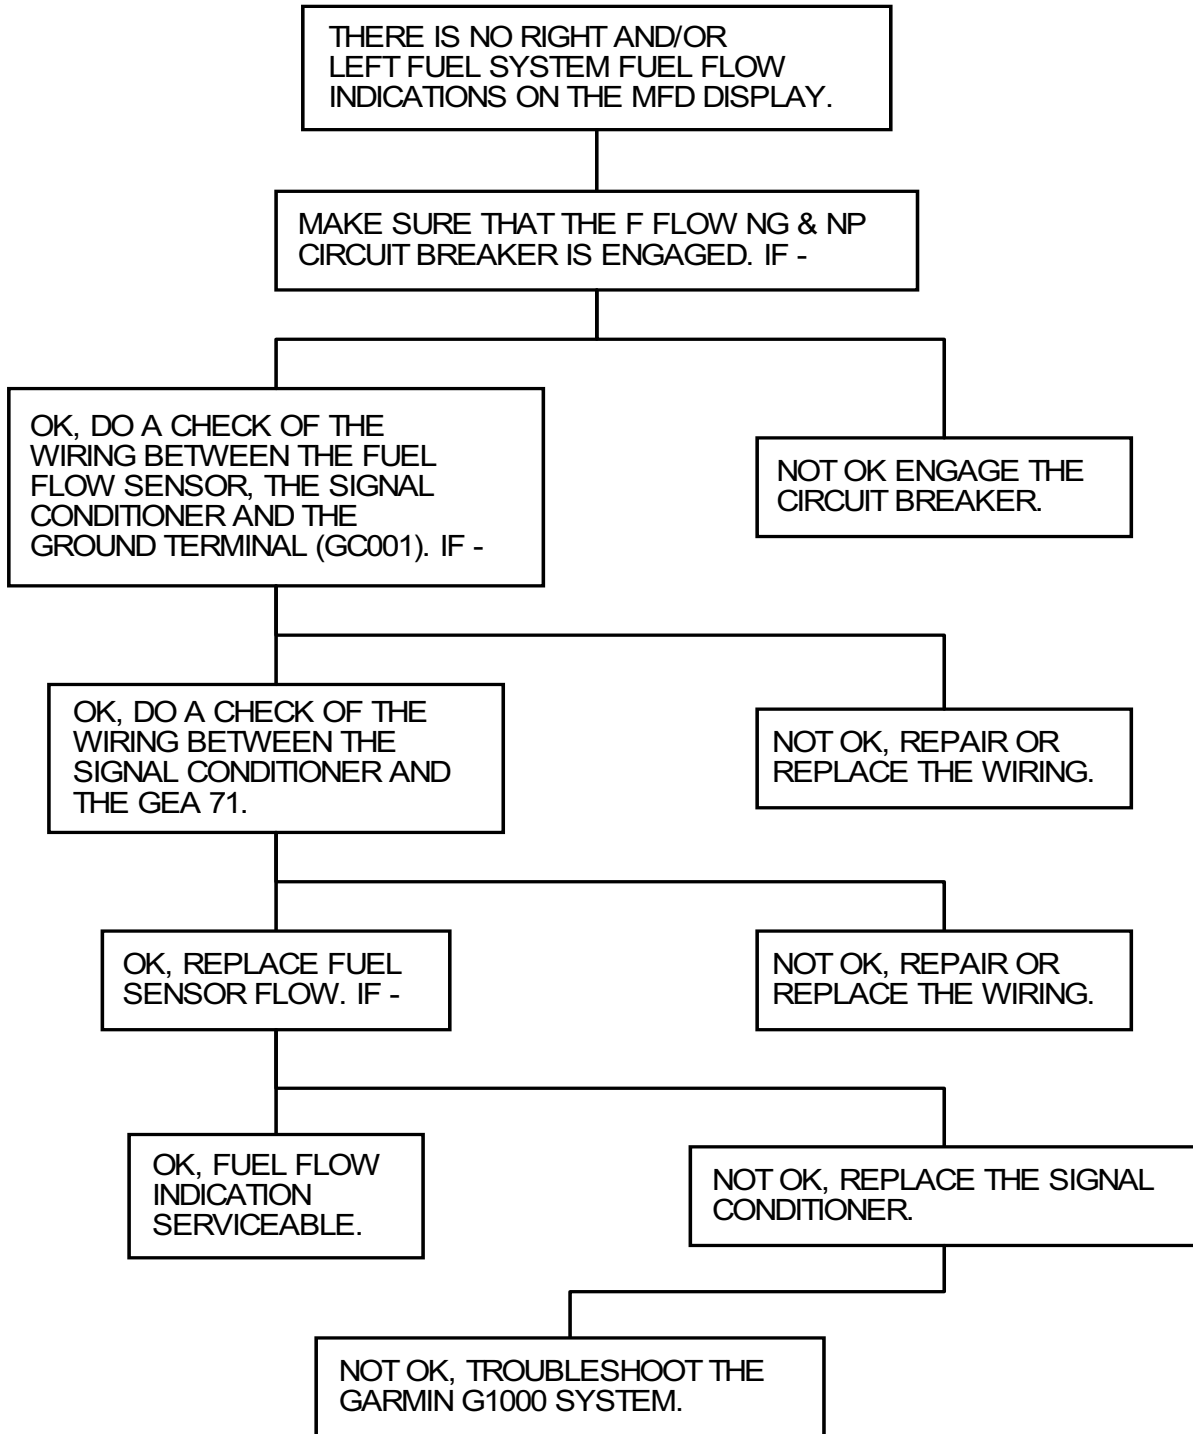 THERE IS NO RIGHT AND/OR
LEFT FUEL SYSTEM FUEL FLOW
INDICATIONS ON THE MFD DISPLAY.
MAKE SURE THAT THE F FLOW NG & NP
CIRCUIT BREAKER IS ENGAGED. IF -
OK, DO A CHECK OF THE
WIRING BETWEEN THE FUEL
FLOW SENSOR, THE SIGNAL
CONDITIONER AND THE
GROUND TERMINAL (GC001). IF -
NOT OK ENGAGE THE
CIRCUIT BREAKER.
OK, DO A CHECK OF THE
WIRING BETWEEN THE
SIGNAL CONDITIONER AND
THE GEA 71.
NOT OK, REPAIR OR
REPLACE THE WIRING.
OK, REPLACE FUEL
SENSOR FLOW. IF -
NOT OK, REPAIR OR
REPLACE THE WIRING.
OK, FUEL FLOW
INDICATION
SERVICEABLE.
NOT OK, REPLACE THE SIGNAL
CONDITIONER.
NOT OK, TROUBLESHOOT THE
GARMIN G1000 SYSTEM.